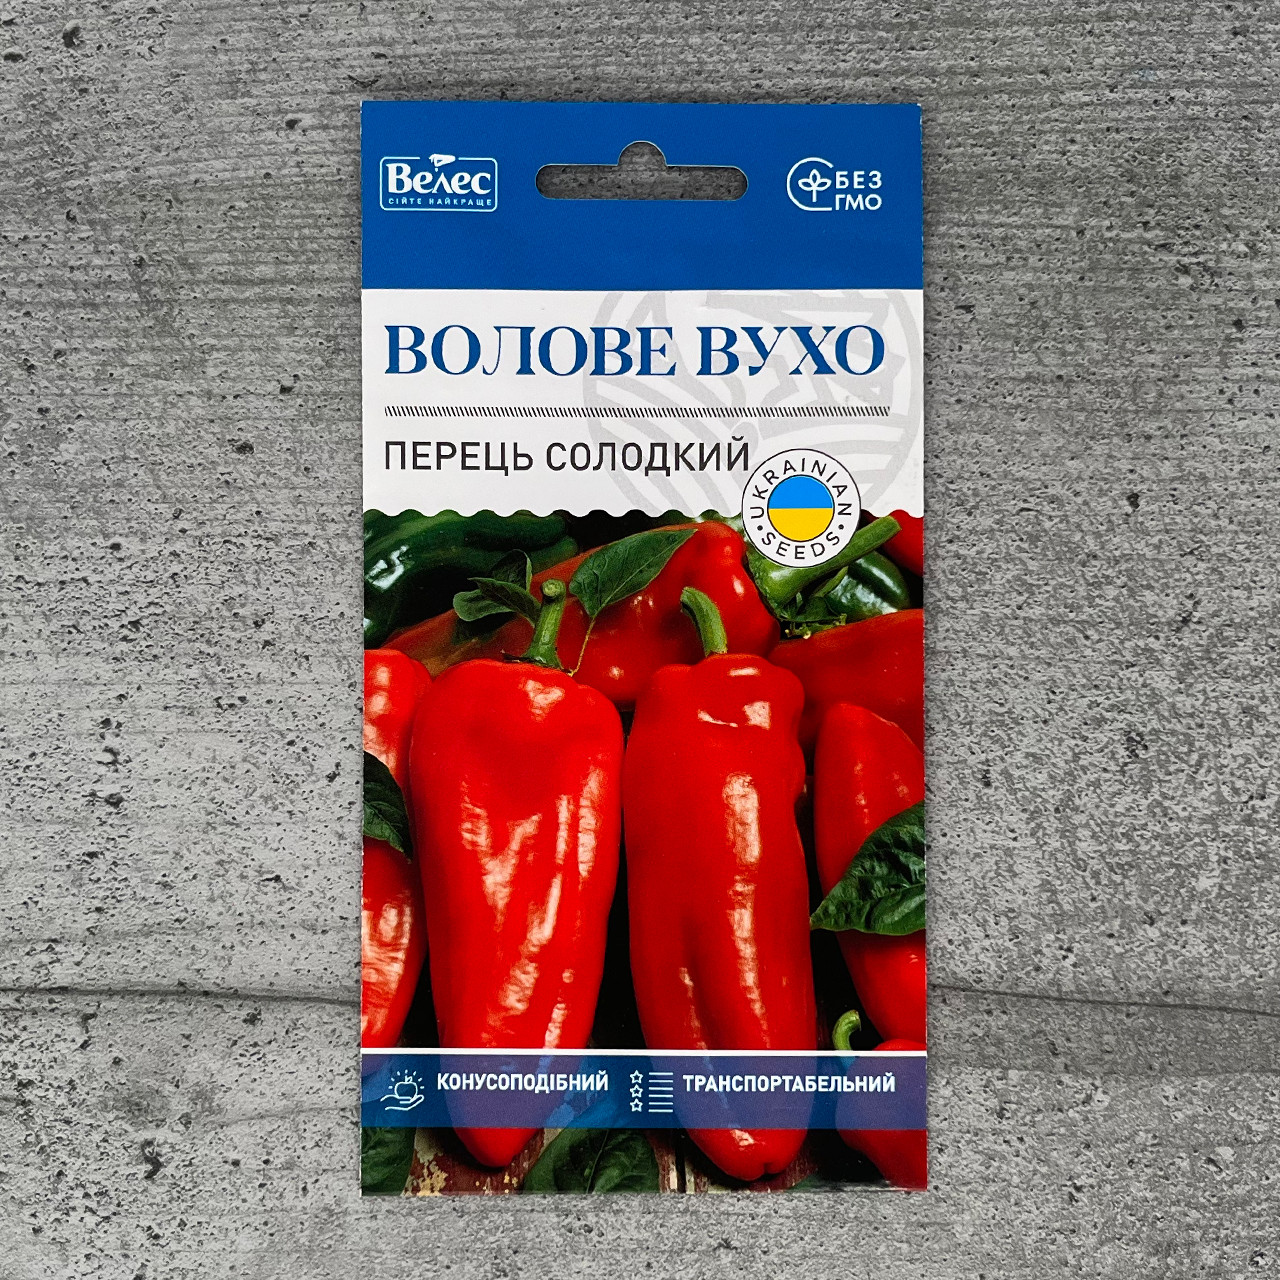 Велес
СІЙТЕ НАЙКРАЩЕ
БЕЗ
ГМО
ВОЛОВЕ ВУХО
ПЕРЕЦЬ СОЛОДКИЙ
UKRAINIAN
SEEDS
КОНУСОПОДІБНИЙ
ТРАНСПОРТАБЕЛЬНИЙ